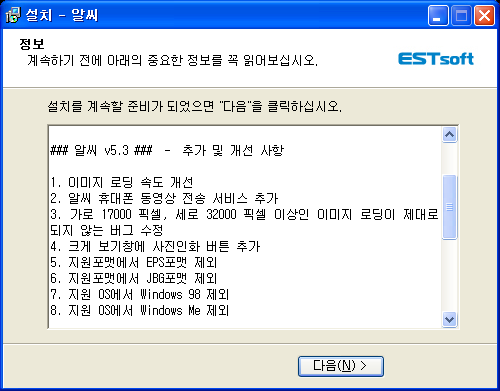 설치 - 알씨
정보
계속하기 전에 아래의 중요한 정보를 꼭 읽어보십시오.
ESTsoft
설치를 계속할 준비가 되었으면 "다음"을 클릭하십시오.
### 알씨 v5.3 ### - 추가 및 개선 사항
1. 이미지 로딩 속도 개선
2. 알씨 휴대폰 동영상 전송 서비스 추가
3. 가로 17000 픽셀, 세로 32000 픽셀 이상인 이미지 로딩이 제대로
되지 않는 버그 수정
4. 크게 보기창에 사진인화 버튼 추가
5. 지원포맷에서 EPS포맷 제외
6. 지원포맷에서 JBG포맷 제외
7. 지원 OS에서 Windows 98 제외
8. 지원 OS에서 Windows Me 제외
다음(N) >